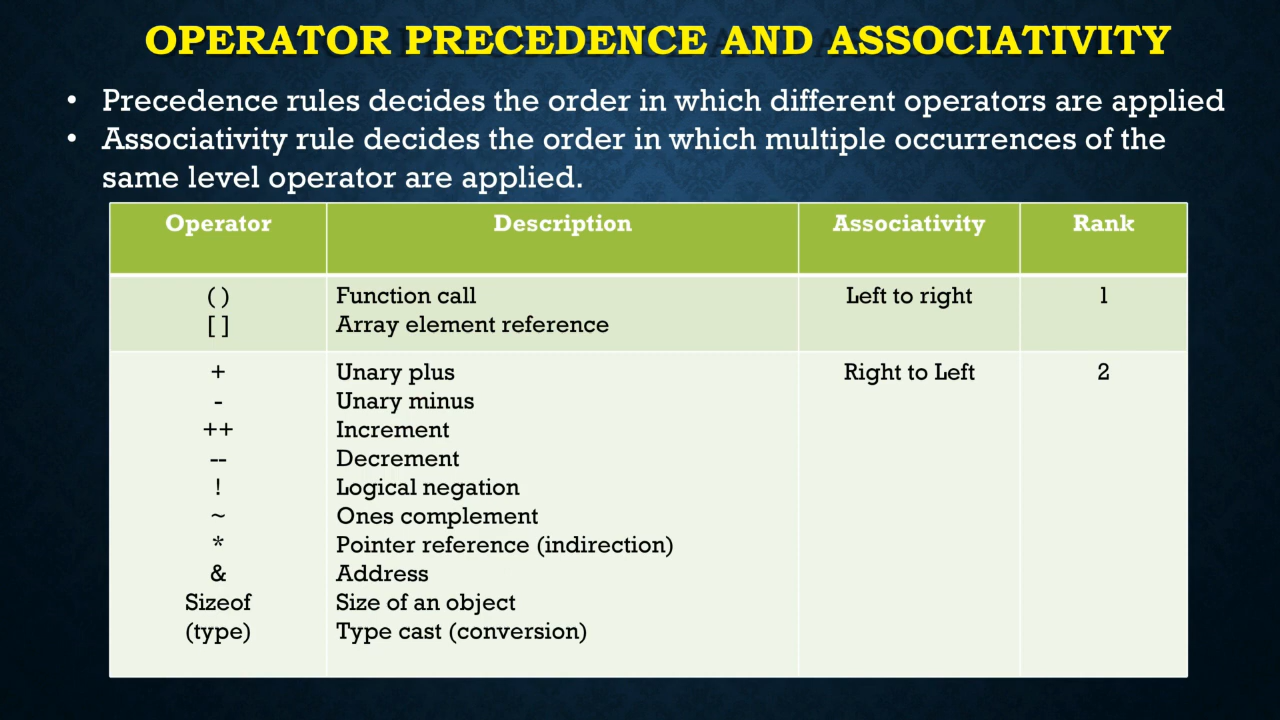 OPERATOR PRECEDENCE AND ASSOCIATIVITY
• Precedence rules decides the order in which different operators are applied
• Associativity rule decides the order in which multiple occurrences of the
same level operator are applied.
Operator Description Associativity Rank
( ) Function call Left to right 1
[ ] Array element reference
+ Unary plus Right to Left 2
- Unary minus
++ Increment
-- Decrement
! Logical negation
~ Ones complement
* Pointer reference (indirection)
& Address
Sizeof Size of an object
(type) Type cast (conversion)